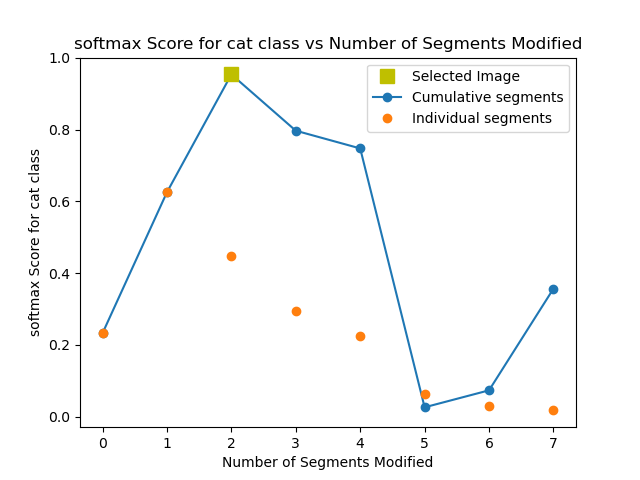 softmax Score for cat class vs Number of Segments Modified
Selected Image
Cumulative segments
Individual segments
softmax Score for cat class
1.0
0.8
0.6
0.4
0.2
0.0
0 1 2 3 4 5 6 7
Number of Segments Modified